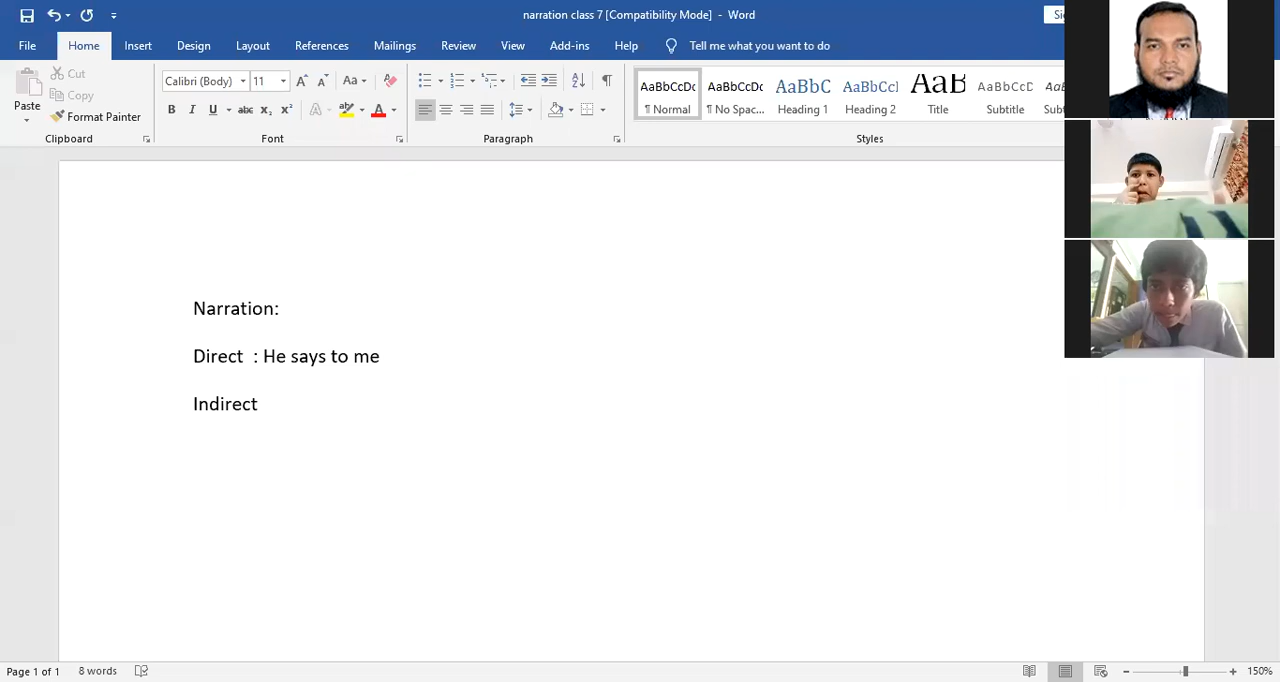 narration class 7 [Compatibility Mode] - Word
File Home Insert Design Layout References Mailings Review View Add-ins Help Tell me what you want to do
Paste
Cut
Copy
Format Painter
Clipboard
Calibri (Body) 11
Font
Paragraph
AaBbCcDc AaBbCcDc AaBbC AaBbCcI AaB AaBbCcD
¶ Normal ¶ No Spac... Heading 1 Heading 2 Title Subtitle
Styles
Narration:
Direct : He says to me
Indirect
Page 1 of 1 8 words 150%